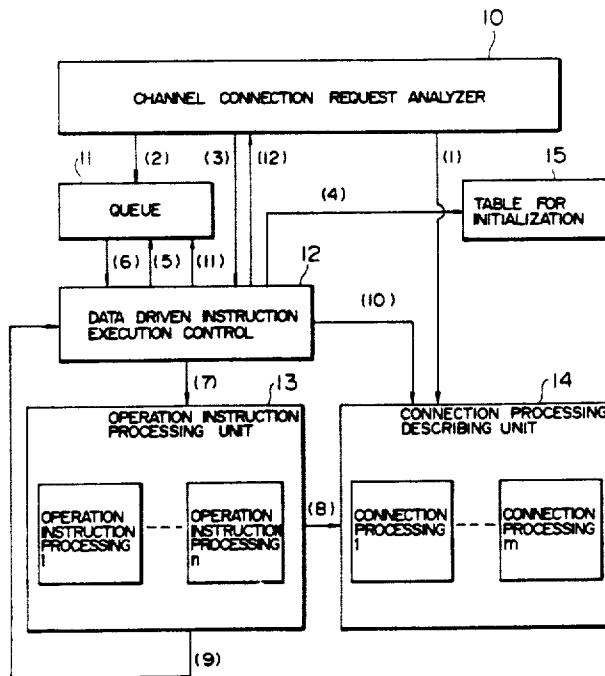 10
CHANNEL CONNECTION REQUEST ANALYZER
11
(2)
(3)
(12)
(1)
15
QUEUE
(4)
TABLE FOR
INITIALIZATION
(6)
(5)
(11)
12
DATA DRIVEN INSTRUCTION
EXECUTION CONTROL
(10)
(7)
13
14
OPERATION INSTRUCTION
PROCESSING UNIT
CONNECTION PROCESSING
DESCRIBING UNIT
OPERATION
INSTRUCTION
PROCESSING
1
OPERATION
INSTRUCTION
PROCESSING
n
(8)
CONNECTION
PROCESSING
1
CONNECTION
PROCESSING
m
(9)